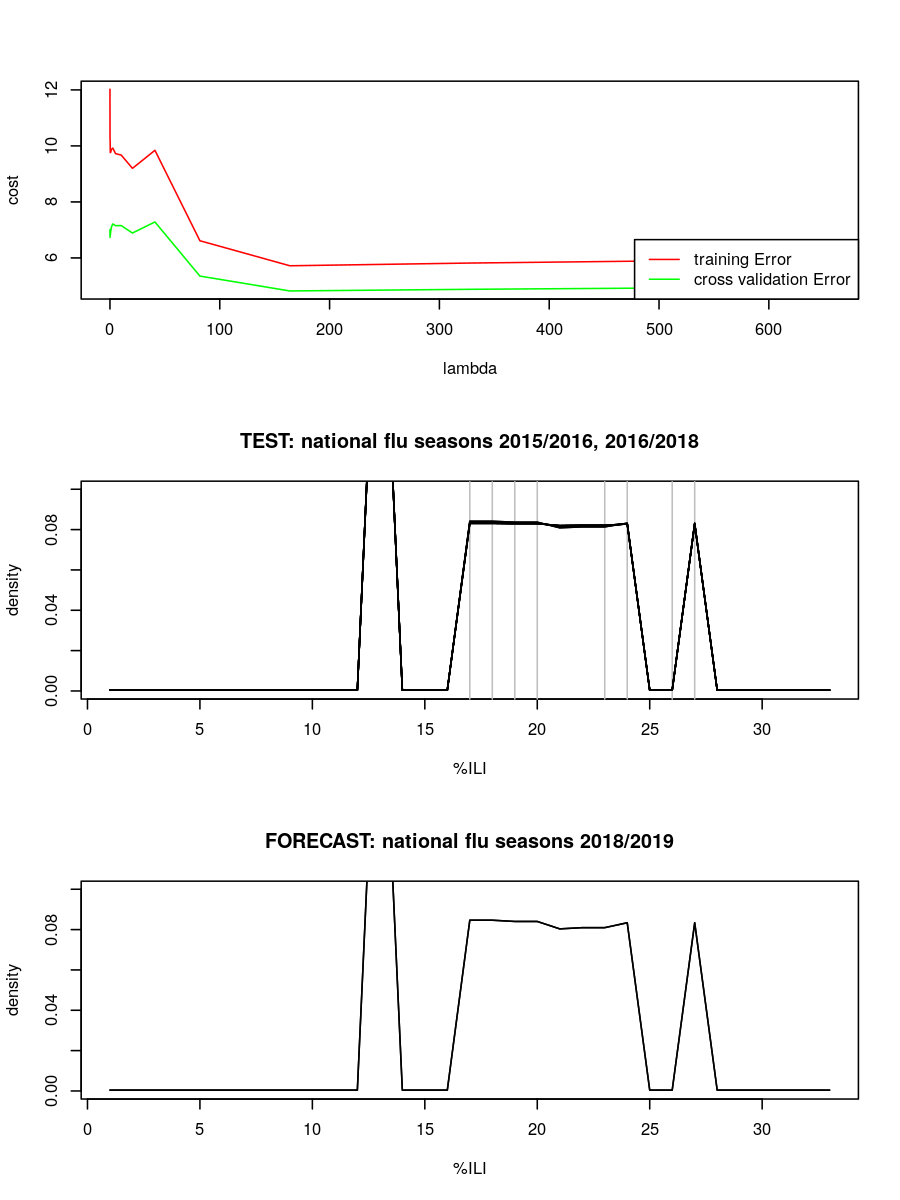 12
10
8
6
cost
training Error
cross validation Error
0 100 200 300 400 500 600
lambda
TEST: national flu seasons 2015/2016, 2016/2018
0.08
0.04
0.00
density
0 5 10 15 20 25 30
%ILI
FORECAST: national flu seasons 2018/2019
0.08
0.04
0.00
density
0 5 10 15 20 25 30
%ILI